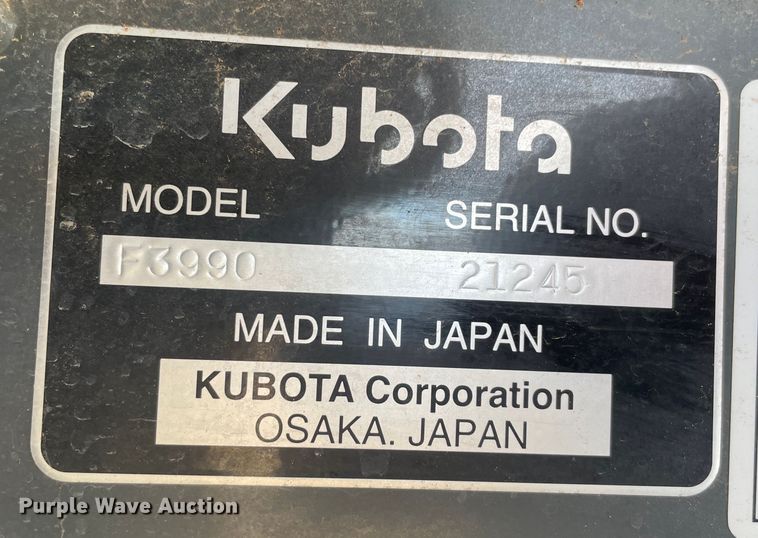 Kubota
MODEL SERIAL NO.
F3990 21245
MADE IN JAPAN
KUBOTA Corporation
OSAKA. JAPAN
Purple Wave Auction